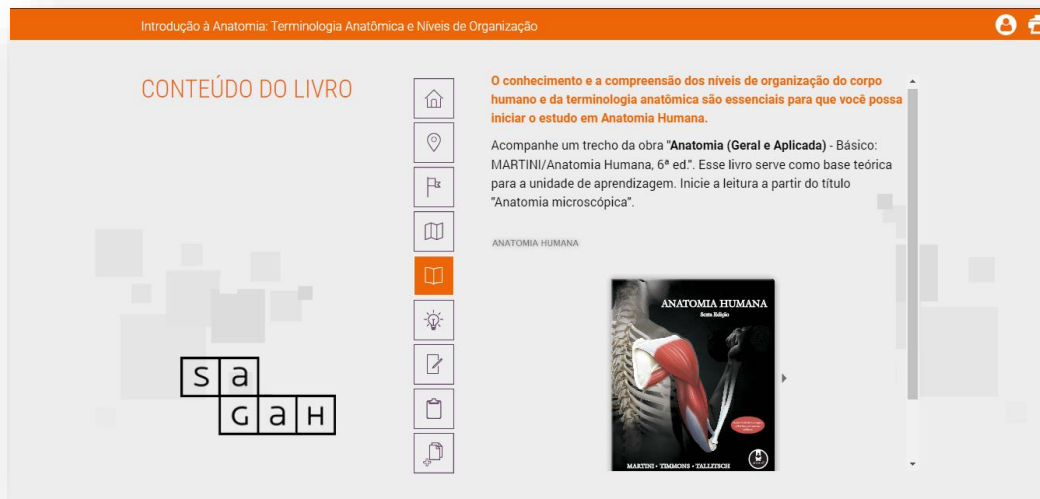 Introdução à Anatomia: Terminologia Anatômica e Níveis de Organização
CONTEÚDO DO LIVRO
sa
GaH
O conhecimento e a compreensão dos níveis de organização do corpo
humano e da terminologia anatômica são essenciais para que você possa
iniciar o estudo em Anatomia Humana.
Acompanhe um trecho da obra "Anatomia (Geral e Aplicada) - Básico:
MARTINI/Anatomia Humana, 6ª ed.". Esse livro serve como base teórica
para a unidade de aprendizagem. Inicie a leitura a partir do título
"Anatomia microscópica".
ANATOMIA HUMANA
ANATOMIA HUMANA
Sexta Edição
MARTINI • TIMMONS • TALLITSCH